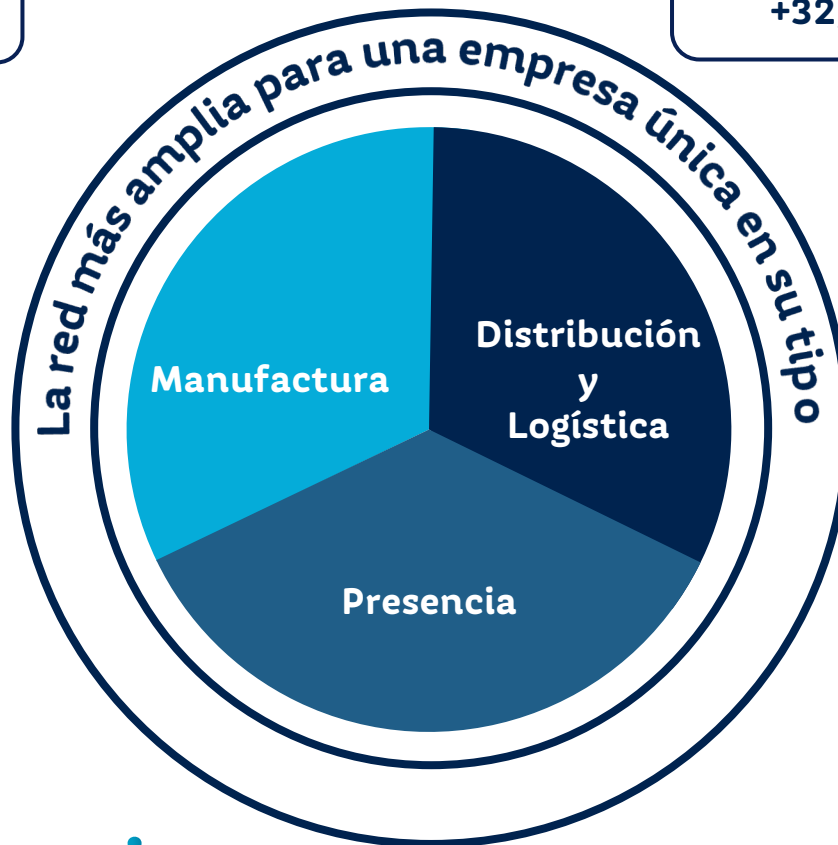 +32
La red más amplia para una empresa única en su tipo
Manufactura
Distribución
y
Logística
Presencia